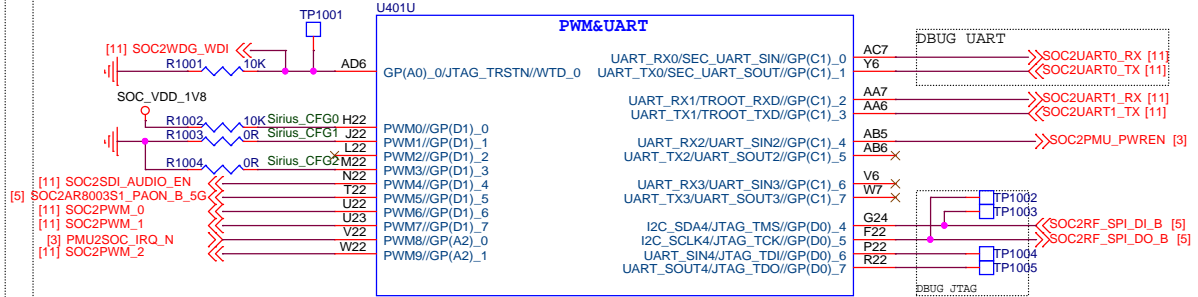 TP1001
U401U
PWM&UART
[11] SOC2WDG_WDI
R1001 10K AD6 GP(A0)_0/JTAG_TRSTN//WTD_0
SOC_VDD_1V8
R1002 10K Sirius_CFG0 H22 PWM0//GP(D1)_0
R1003 0R Sirius_CFG1 J22 PWM1//GP(D1)_1
L22 PWM2//GP(D1)_2
R1004 0R Sirius_CFG2 M22 PWM3//GP(D1)_3
[11] SOC2SDI_AUDIO_EN N22 PWM4//GP(D1)_4
[5] SOC2AR8003S1_PAON_B_5G T22 PWM5//GP(D1)_5
[11] SOC2PWM_0 U22 PWM6//GP(D1)_6
[11] SOC2PWM_1 U23 PWM7//GP(D1)_7
[3] PMU2SOC_IRQ_N V22 PWM8//GP(A2)_0
[11] SOC2PWM_2 W22 PWM9//GP(A2)_1
DBUG UART
UART_RX0/SEC_UART_SIN//GP(C1)_0 AC7 SOC2UART0_RX [11]
UART_TX0/SEC_UART_SOUT//GP(C1)_1 Y6 SOC2UART0_TX [11]
UART_RX1/TROOT_RXD//GP(C1)_2 AA7 SOC2UART1_RX [11]
UART_TX1/TROOT_TXD//GP(C1)_3 AA6 SOC2UART1_TX [11]
UART_RX2/UART_SIN2//GP(C1)_4 AB5 SOC2PMU_PWREN [3]
UART_TX2/UART_SOUT2//GP(C1)_5 AB6
UART_RX3/UART_SIN3//GP(C1)_6 V6
UART_TX3/UART_SOUT3//GP(C1)_7 W7
TP1002
TP1003
I2C_SDA4/JTAG_TMS//GP(D0)_4 G24 SOC2RF_SPI_DI_B [5]
I2C_SCLK4/JTAG_TCK//GP(D0)_5 F22 SOC2RF_SPI_DO_B [5]
UART_SIN4/JTAG_TDI//GP(D0)_6 P22 TP1004
UART_SOUT4/JTAG_TDO//GP(D0)_7 R22 TP1005
DBUG JTAG